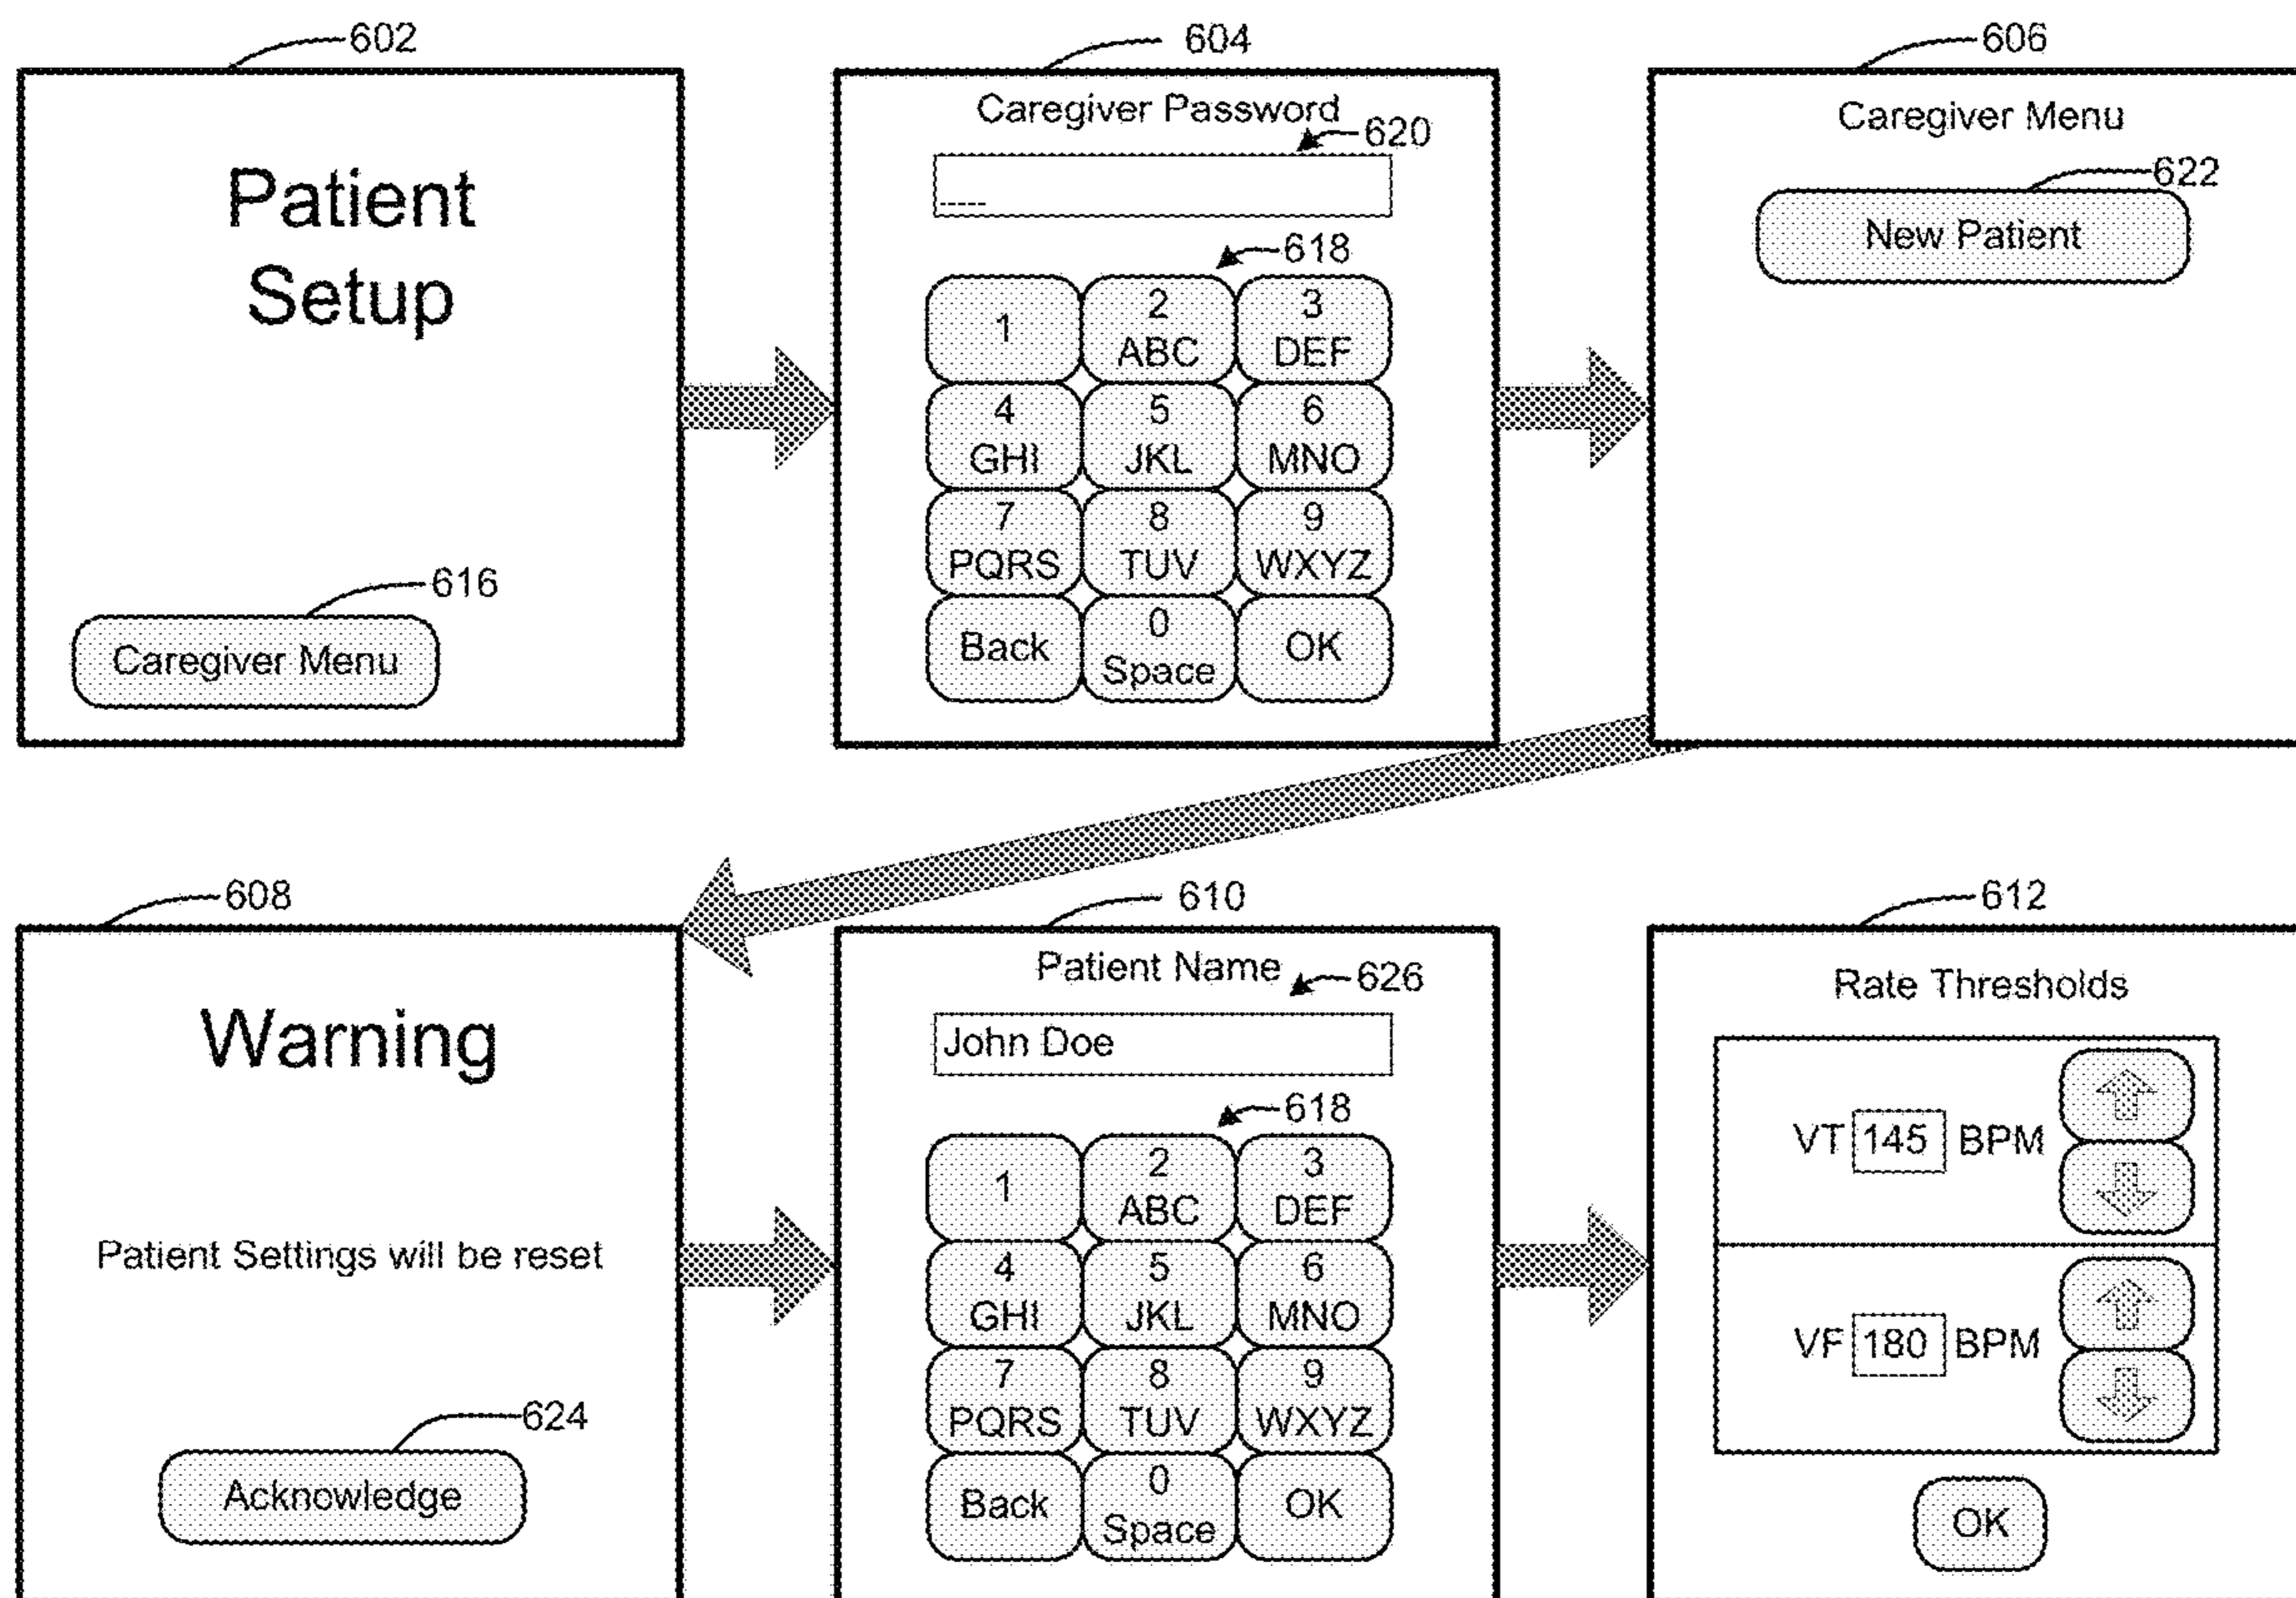 602
Patient
Setup
616
Caregiver Menu
604
Caregiver Password
620
-----
618
1
2
ABC
3
DEF
4
GHI
5
JKL
6
MNO
7
PQRS
8
TUV
9
WXYZ
Back
0
Space
OK
606
Caregiver Menu
622
New Patient
608
Warning
Patient Settings will be reset
624
Acknowledge
610
Patient Name
626
John Doe
618
1
2
ABC
3
DEF
4
GHI
5
JKL
6
MNO
7
PQRS
8
TUV
9
WXYZ
Back
0
Space
OK
612
Rate Thresholds
VT 145 BPM
VF 180 BPM
OK